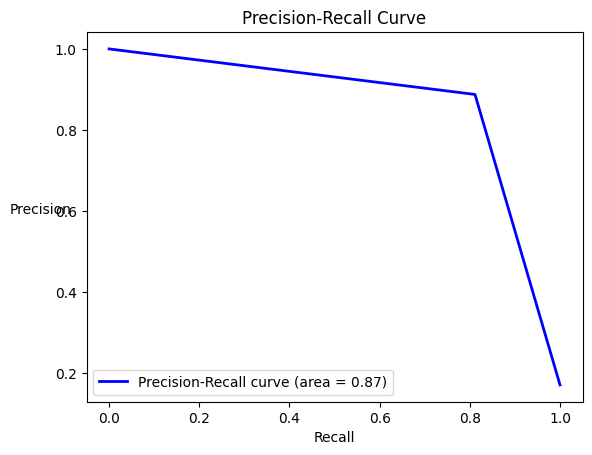 Precision-Recall Curve
1.0
0.8
Precision
0.6
0.4
0.2
Precision-Recall curve (area = 0.87)
0.0 0.2 0.4 0.6 0.8 1.0
Recall